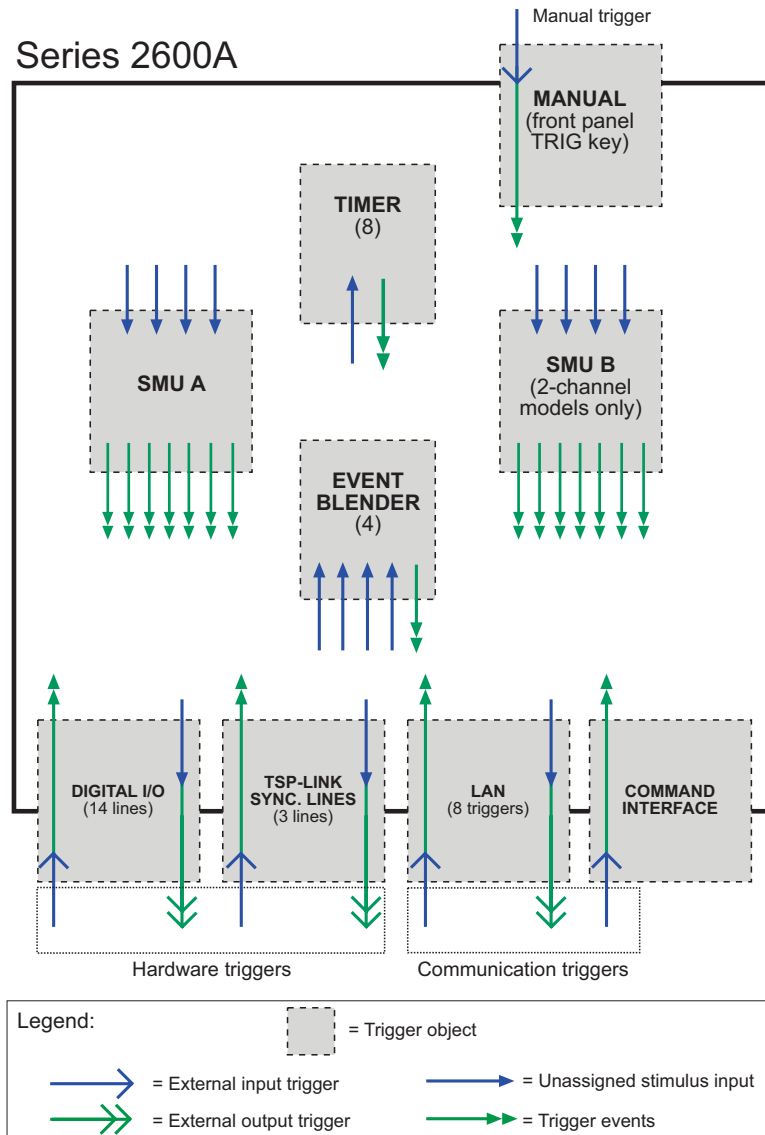 Manual trigger
Series 2600A
MANUAL
(front panel
TRIG key)
TIMER
(8)
SMU A
SMU B
(2-channel
models only)
EVENT
BLENDER
(4)
DIGITAL I/O
(14 lines)
TSP-LINK
SYNC. LINES
(3 lines)
LAN
(8 triggers)
COMMAND
INTERFACE
Hardware triggers
Communication triggers
Legend:
= Trigger object
= External input trigger
= Unassigned stimulus input
= External output trigger
= Trigger events